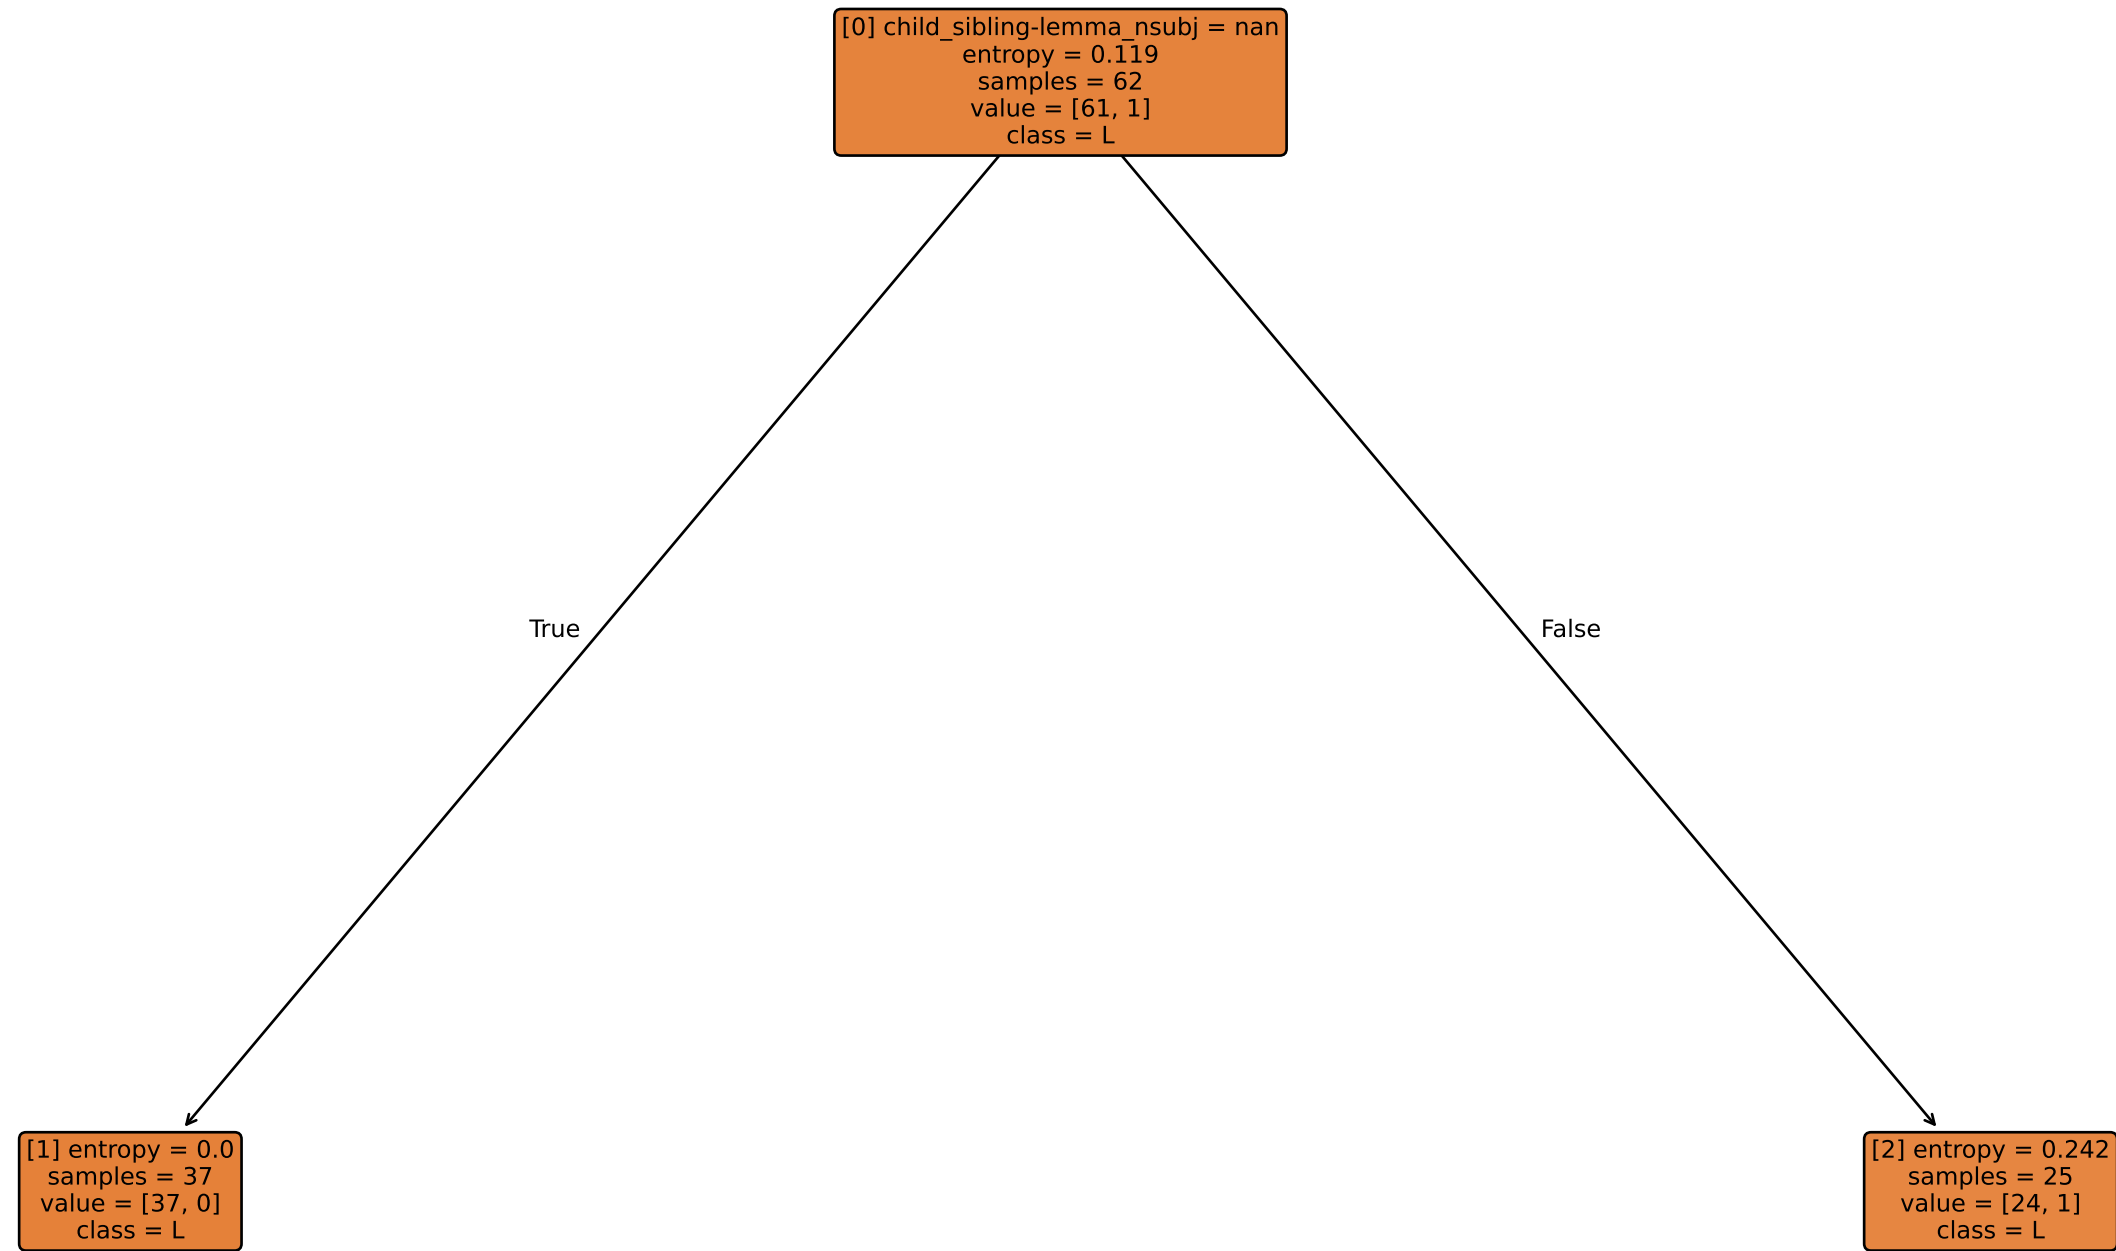 [0] child_sibling-lemma_nsubj = nan
entropy = 0.119
samples = 62
value = [61, 1]
class = L
True
False
[1] entropy = 0.0
samples = 37
value = [37, 0]
class = L
[2] entropy = 0.242
samples = 25
value = [24, 1]
class = L